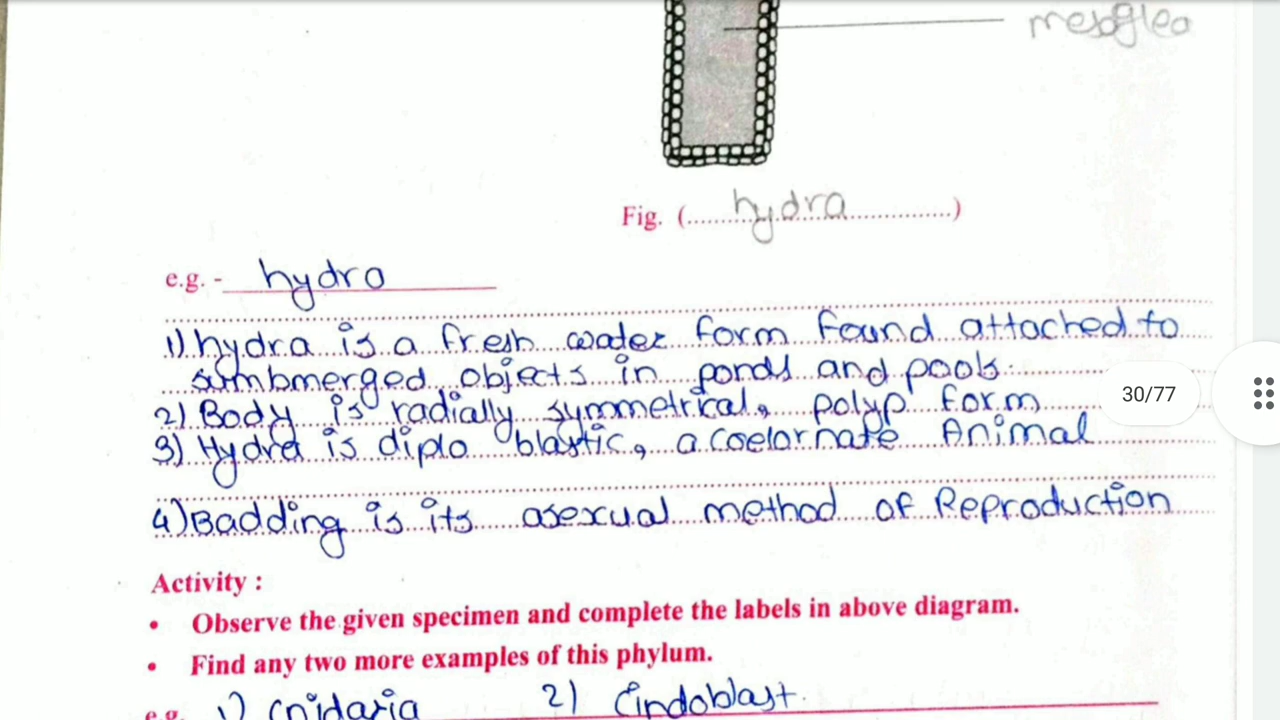 mesoglea
Fig. (........hydra........)
e.g. - hydra
1) hydra is a fresh water form found attached to
sumbmerged objects in ponds and pools.
30/77
2) Body is radially symmetrical, polyp form
3) Hydra is diplo blastic, acoelomate Animal
4) Badding is its asexual method of Reproduction
Activity :
• Observe the given specimen and complete the labels in above diagram.
• Find any two more examples of this phylum.
e.g. 1) Cnidaria 2) Cindoblast.